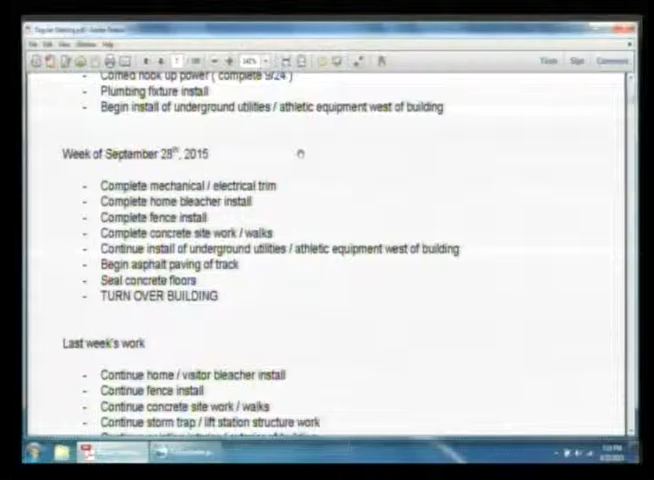 Comed hook up power ( complete 9/24 )
- Plumbing fixture install
- Begin install of underground utilities / athletic equipment west of building
Week of September 28th, 2015
- Complete mechanical / electrical trim
- Complete home bleacher install
- Complete fence install
- Complete concrete site work / walks
- Continue install of underground utilities / athletic equipment west of building
- Begin asphalt paving of track
- Seal concrete floors
- TURN OVER BUILDING
Last week's work
- Continue home / visitor bleacher install
- Continue fence install
- Continue concrete site work / walks
- Continue storm trap / lift station structure work